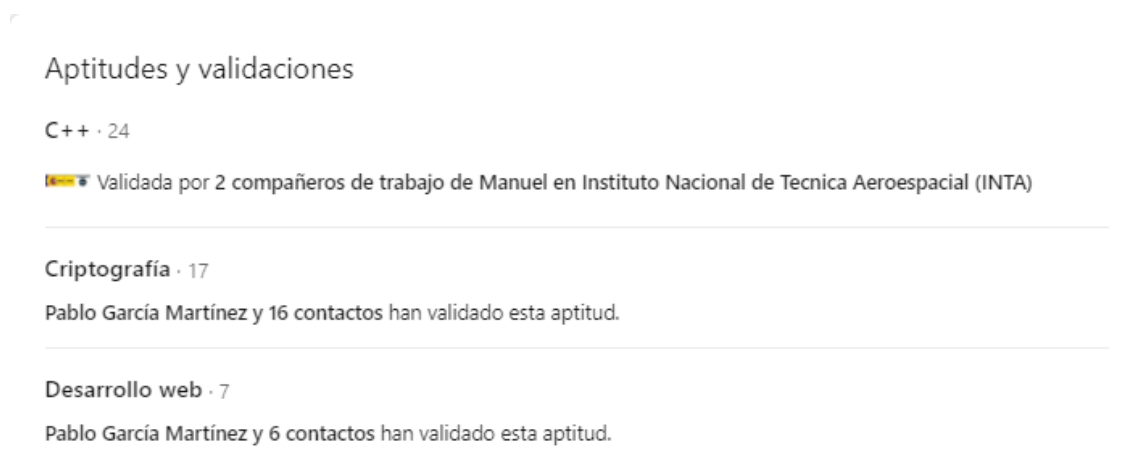 Aptitudes y validaciones
C++ · 24
Validada por 2 compañeros de trabajo de Manuel en Instituto Nacional de Tecnica Aeroespacial (INTA)
Criptografía · 17
Pablo García Martínez y 16 contactos han validado esta aptitud.
Desarrollo web · 7
Pablo García Martínez y 6 contactos han validado esta aptitud.